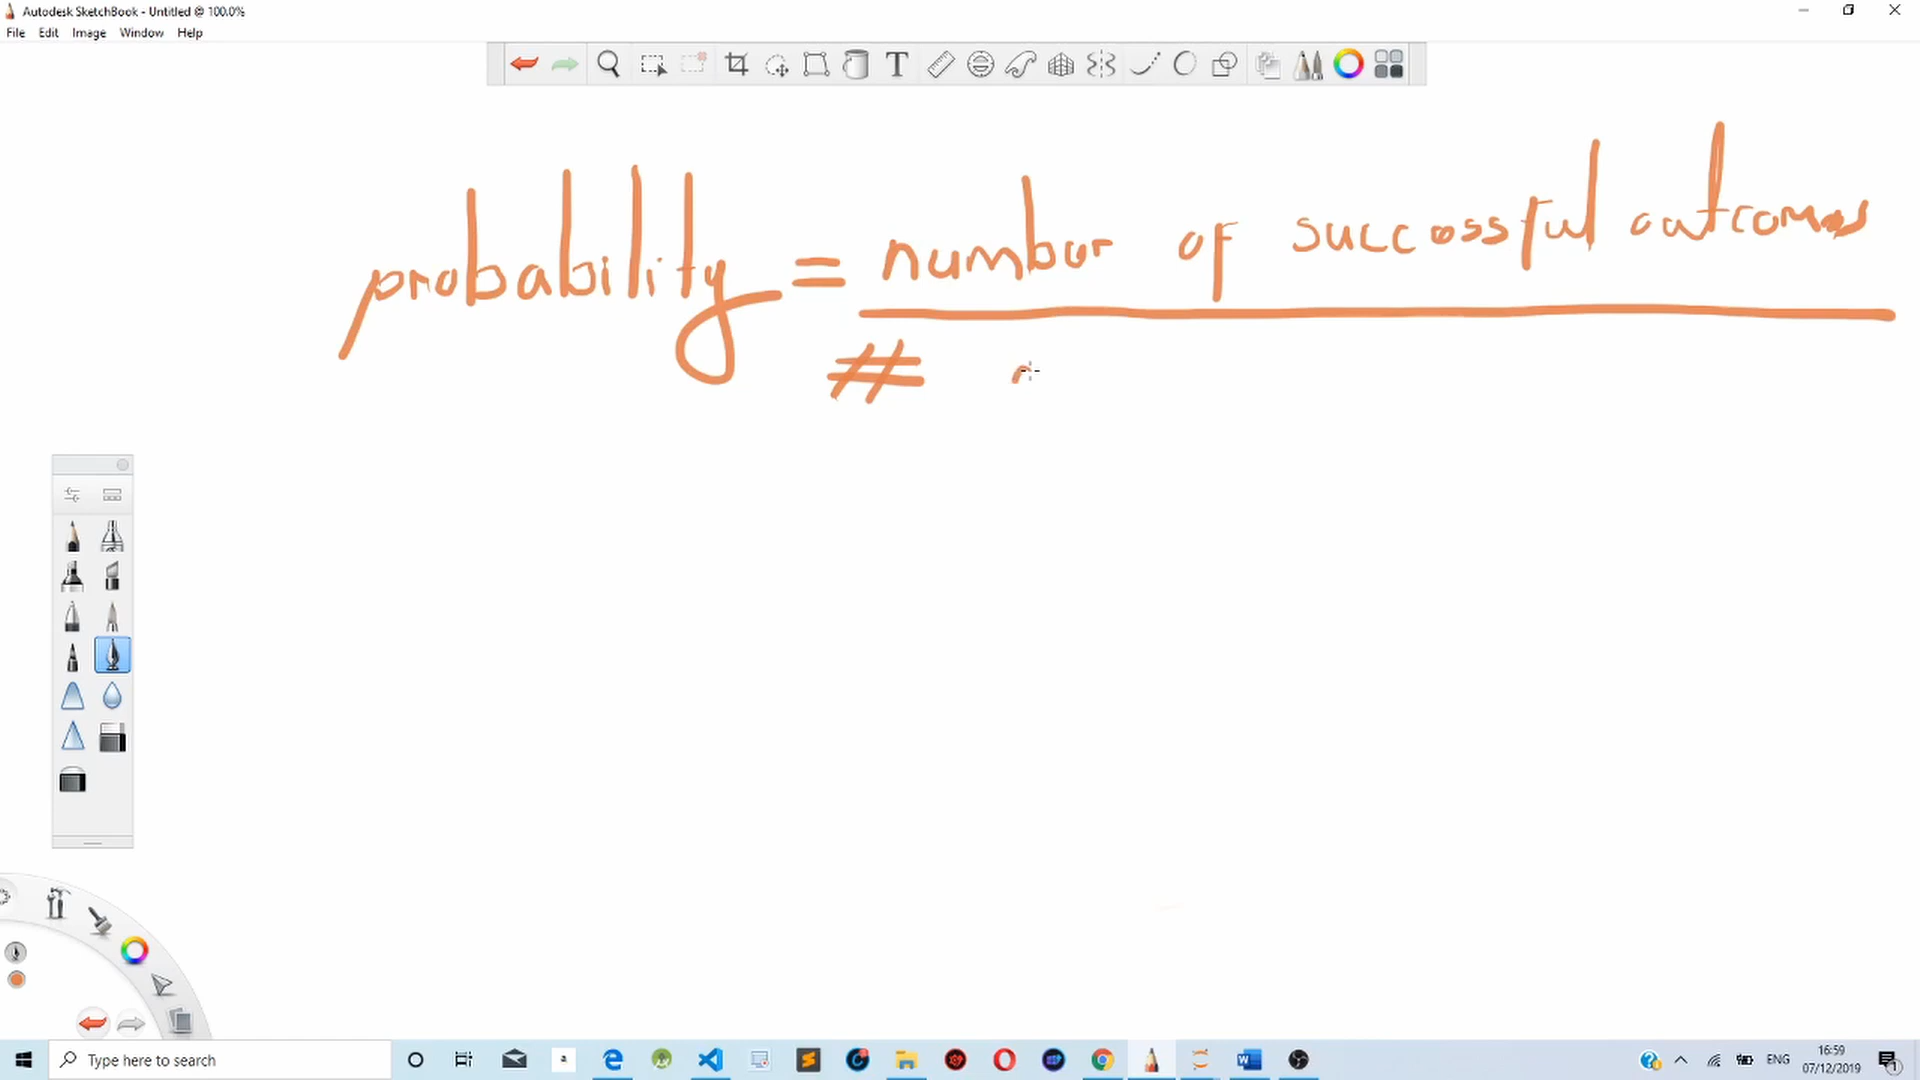 Autodesk SketchBook - Untitled @ 100.0%
File Edit Image Window Help
T
probability = number of successful outcomes
#
Type here to search
a
ENG
16:59
07/12/2019